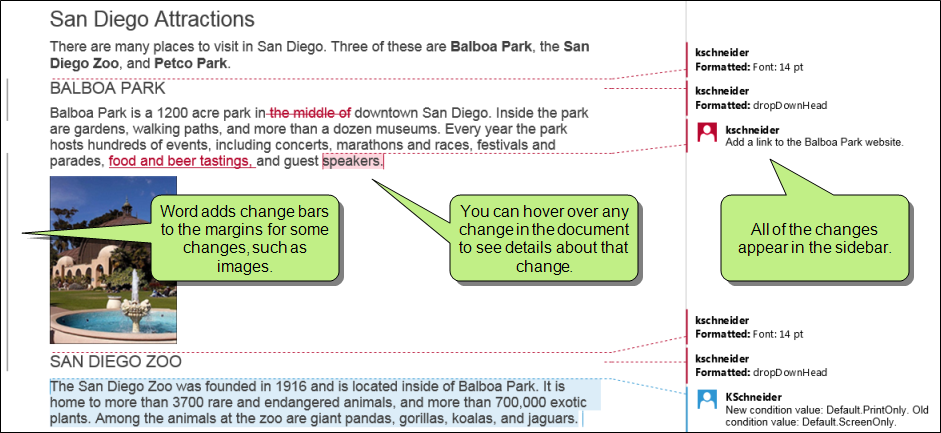 San Diego Attractions
There are many places to visit in San Diego. Three of these are Balboa Park, the San
Diego Zoo, and Petco Park.
kschneider
Formatted: Font: 14 pt
BALBOA PARK
kschneider
Formatted: dropDownHead
Balboa Park is a 1200 acre park in the middle of downtown San Diego. Inside the park
are gardens, walking paths, and more than a dozen museums. Every year the park
hosts hundreds of events, including concerts, marathons and races, festivals and
parades, food and beer tastings, and guest speakers.
kschneider
Add a link to the Balboa Park website.
Word adds change bars
to the margins for some
changes, such as
images.
You can hover over any
change in the document
to see details about that
change.
All of the changes
appear in the sidebar.
kschneider
Formatted: Font: 14 pt
SAN DIEGO ZOO
kschneider
Formatted: dropDownHead
The San Diego Zoo was founded in 1916 and is located inside of Balboa Park. It is
home to more than 3700 rare and endangered animals, and more than 700,000 exotic
plants. Among the animals at the zoo are giant pandas, gorillas, koalas, and jaguars.
KSchneider
New condition value: Default.PrintOnly. Old
condition value: Default.ScreenOnly.